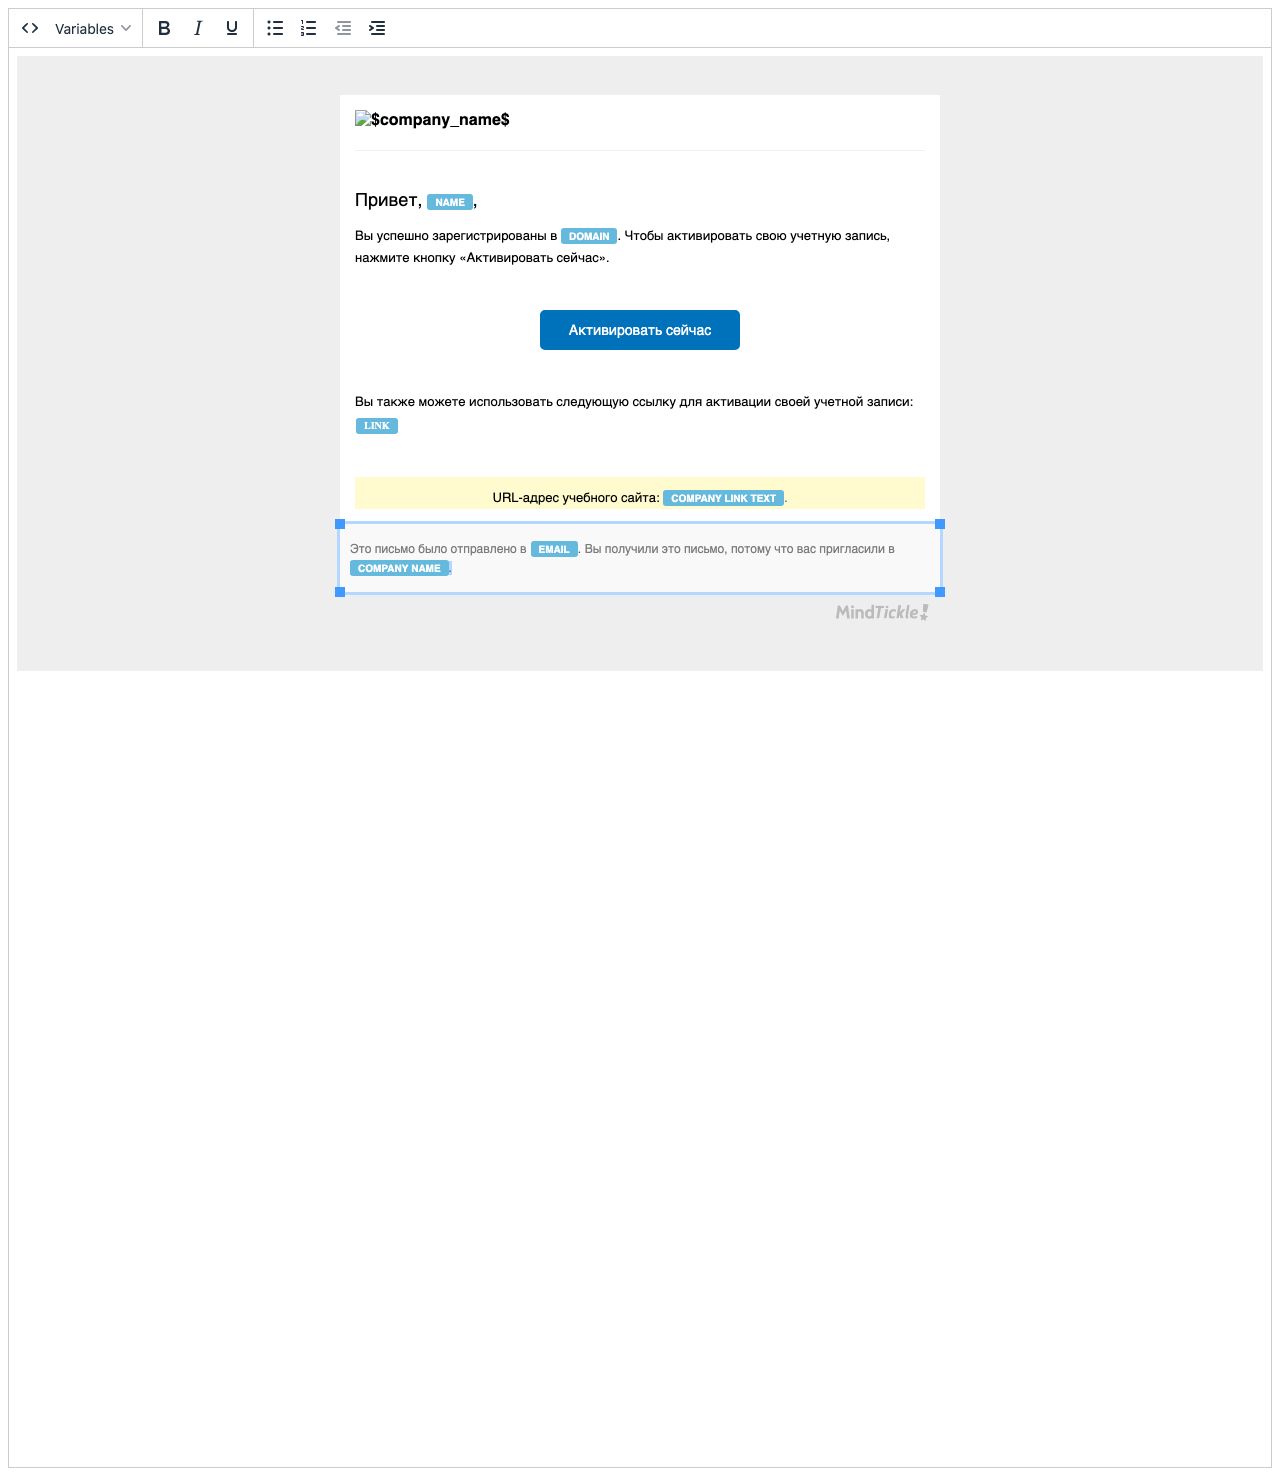 Variables
$company_name$
Привет, NAME,
Вы успешно зарегистрированы в DOMAIN. Чтобы активировать свою учетную запись,
нажмите кнопку «Активировать сейчас».
Активировать сейчас
Вы также можете использовать следующую ссылку для активации своей учетной записи:
LINK
URL-адрес учебного сайта: COMPANY LINK TEXT.
Это письмо было отправлено в EMAIL. Вы получили это письмо, потому что вас пригласили в
COMPANY NAME.
MindTickle!